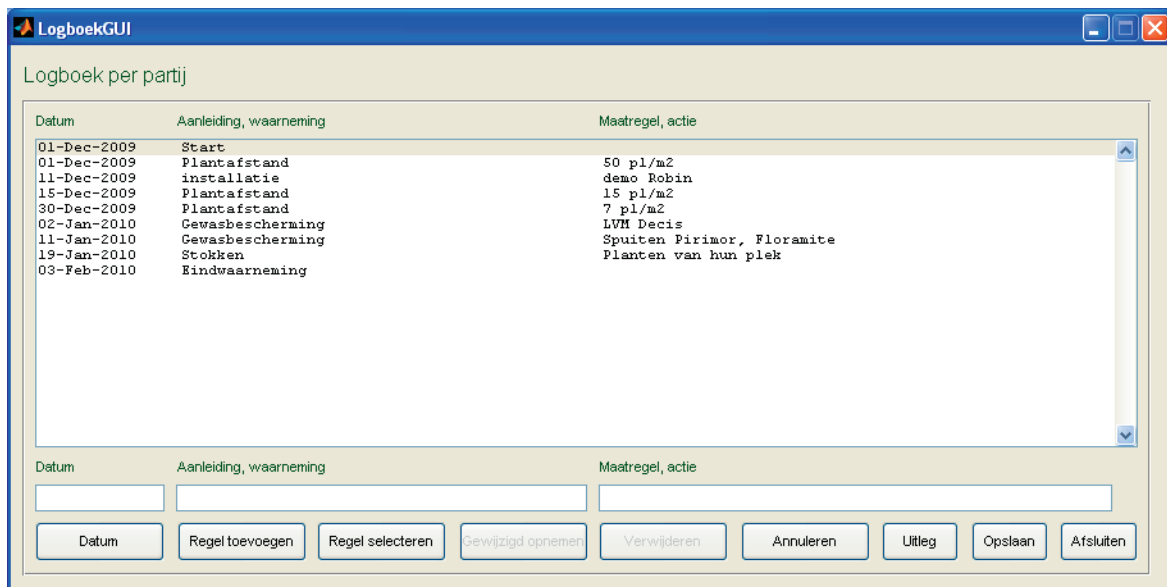 LogboekGUI
Logboek per partij
Datum Aanleiding, waarneming Maatregel, actie
01-Dec-2009 Start
01-Dec-2009 Plantafstand 50 pl/m2
11-Dec-2009 installatie demo Robin
15-Dec-2009 Plantafstand 15 pl/m2
30-Dec-2009 Plantafstand 7 pl/m2
02-Jan-2010 Gewasbescherming LVM Decis
11-Jan-2010 Gewasbescherming Spuiten Pirimor, Floramite
19-Jan-2010 Stokken Planten van hun plek
03-Feb-2010 Eindwaarneming
Datum Aanleiding, waarneming Maatregel, actie
Datum Regel toevoegen Regel selecteren Gewijzigd opnemen Verwijderen Annuleren Uitleg Opslaan Afsluiten